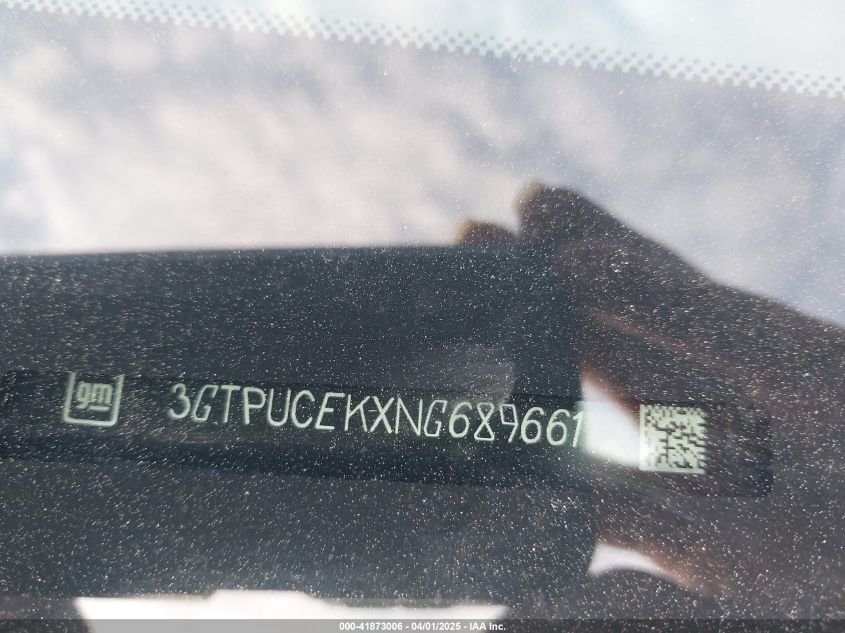 gm 3GTPUCEKXNG689661
000-41873006 - 04/01/2025 - IAA Inc.